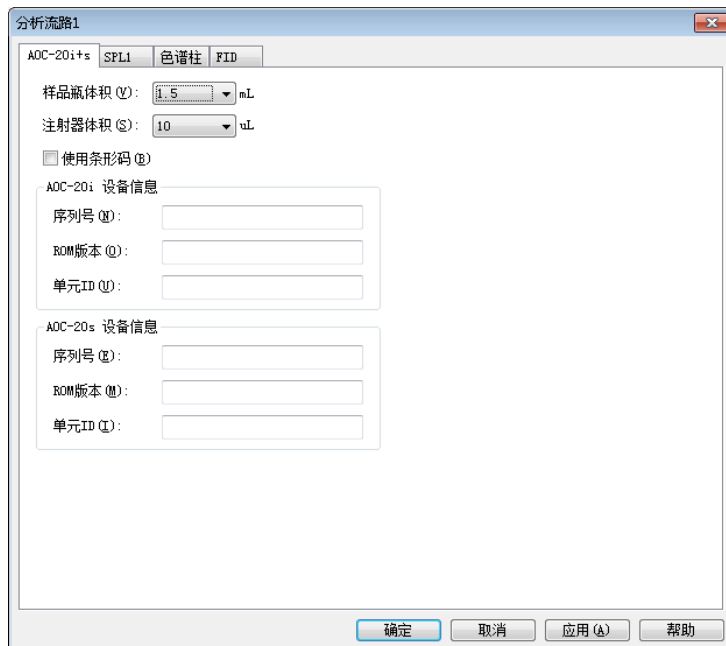 分析流路1
AOC-20i+s SPL1 色谱柱 FID
样品瓶体积(V): 1.5 mL
注射器体积(S): 10 uL
使用条形码(B)
AOC-20i 设备信息
序列号(N):
ROM版本(O):
单元ID(U):
AOC-20s 设备信息
序列号(E):
ROM版本(M):
单元ID(I):
确定 取消 应用(A) 帮助